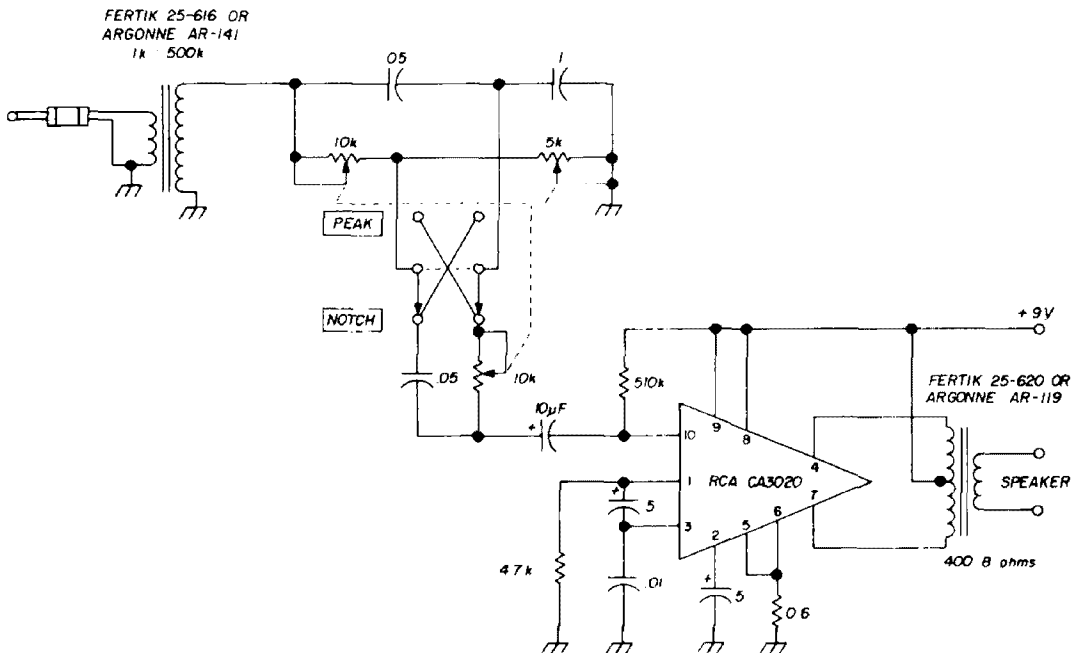 FERTIK 25-616 OR
ARGONNE AR-141
1k 500k
05
1
10k
5k
PEAK
NOTCH
.05
10k
10µF
+
510k
+9V
FERTIK 25-620 OR
ARGONNE AR-119
10
9
8
4
1
RCA CA3020
7
SPEAKER
+
5
3
2
5
6
47k
.01
+
5
0.6
400 8 ohms